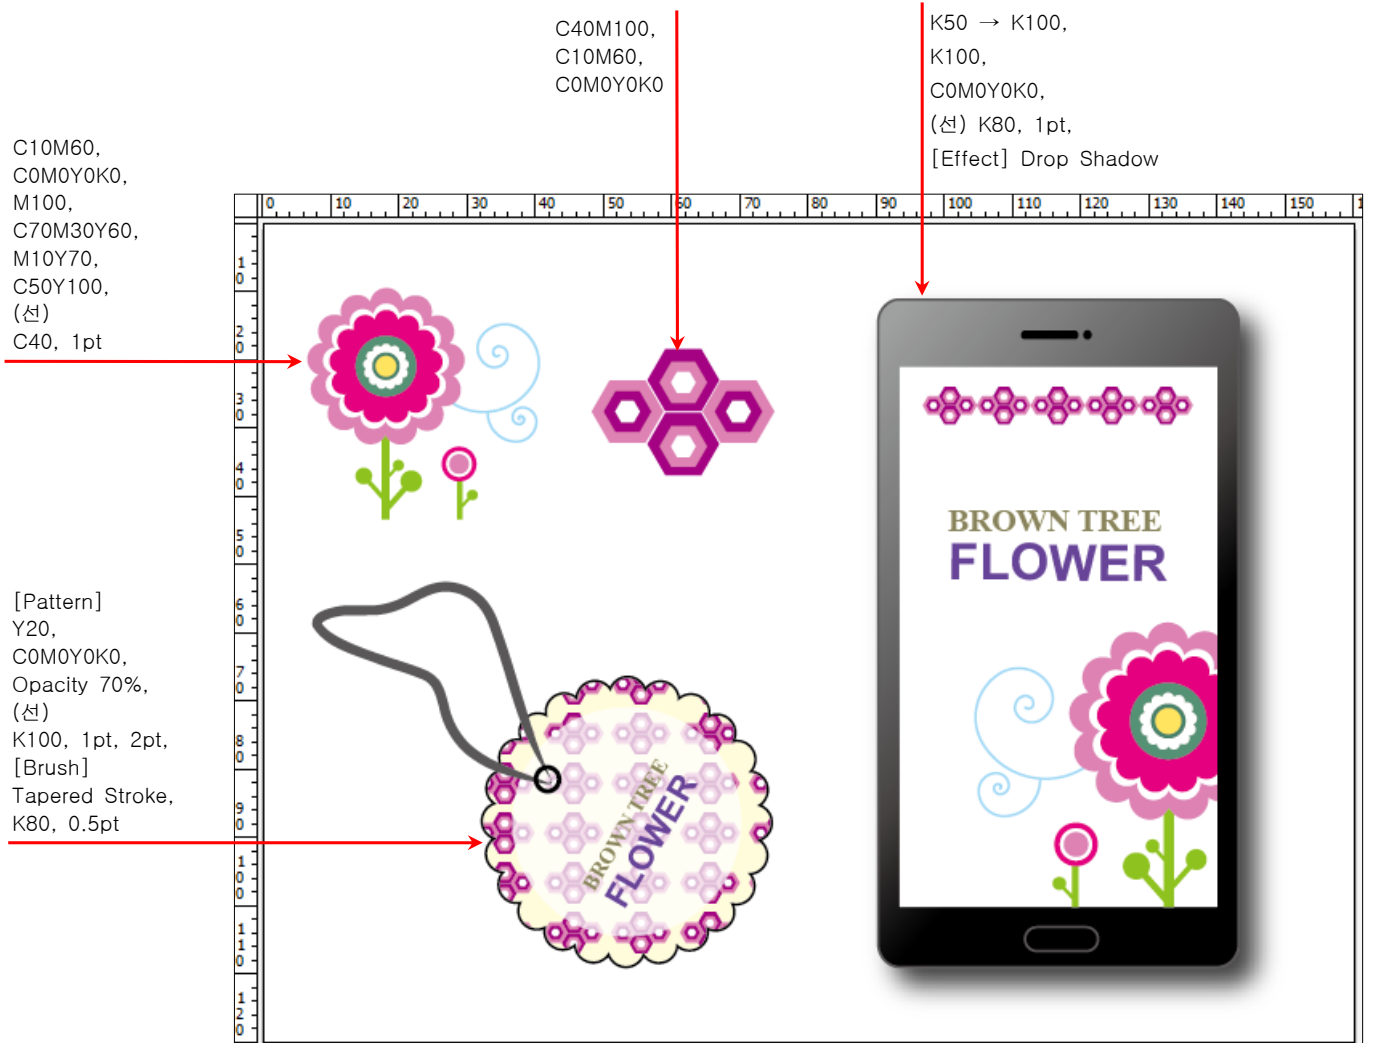 C40M100,
C10M60,
C0M0Y0K0
K50 → K100,
K100,
C0M0Y0K0,
(선) K80, 1pt,
[Effect] Drop Shadow
C10M60,
C0M0Y0K0,
M100,
C70M30Y60,
M10Y70,
C50Y100,
(선)
C40, 1pt
0 10 20 30 40 50 60 70 80 90 100 110 120 130 140 150 1
10
20
30
40
50
60
70
80
90
100
110
120
BROWN TREE
FLOWER
[Pattern]
Y20,
C0M0Y0K0,
Opacity 70%,
(선)
K100, 1pt, 2pt,
[Brush]
Tapered Stroke,
K80, 0.5pt
BROWN TREE
FLOWER